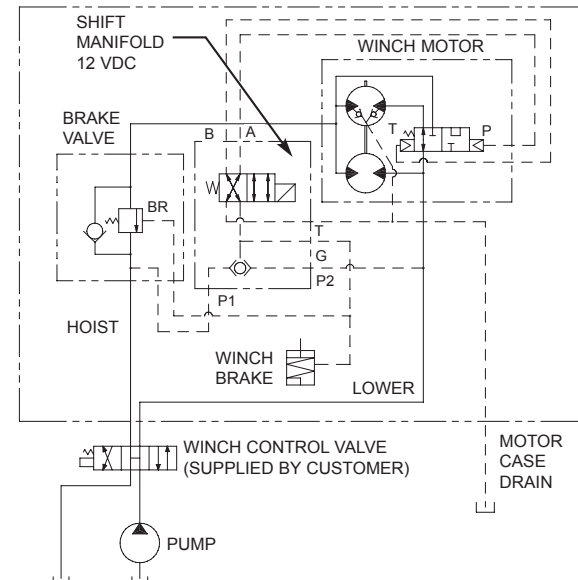 SHIFT
MANIFOLD
12 VDC
WINCH MOTOR
BRAKE
VALVE
B
A
T
P
T
BR
T
G
P2
P1
HOIST
WINCH
BRAKE
LOWER
WINCH CONTROL VALVE
(SUPPLIED BY CUSTOMER)
MOTOR
CASE
DRAIN
PUMP